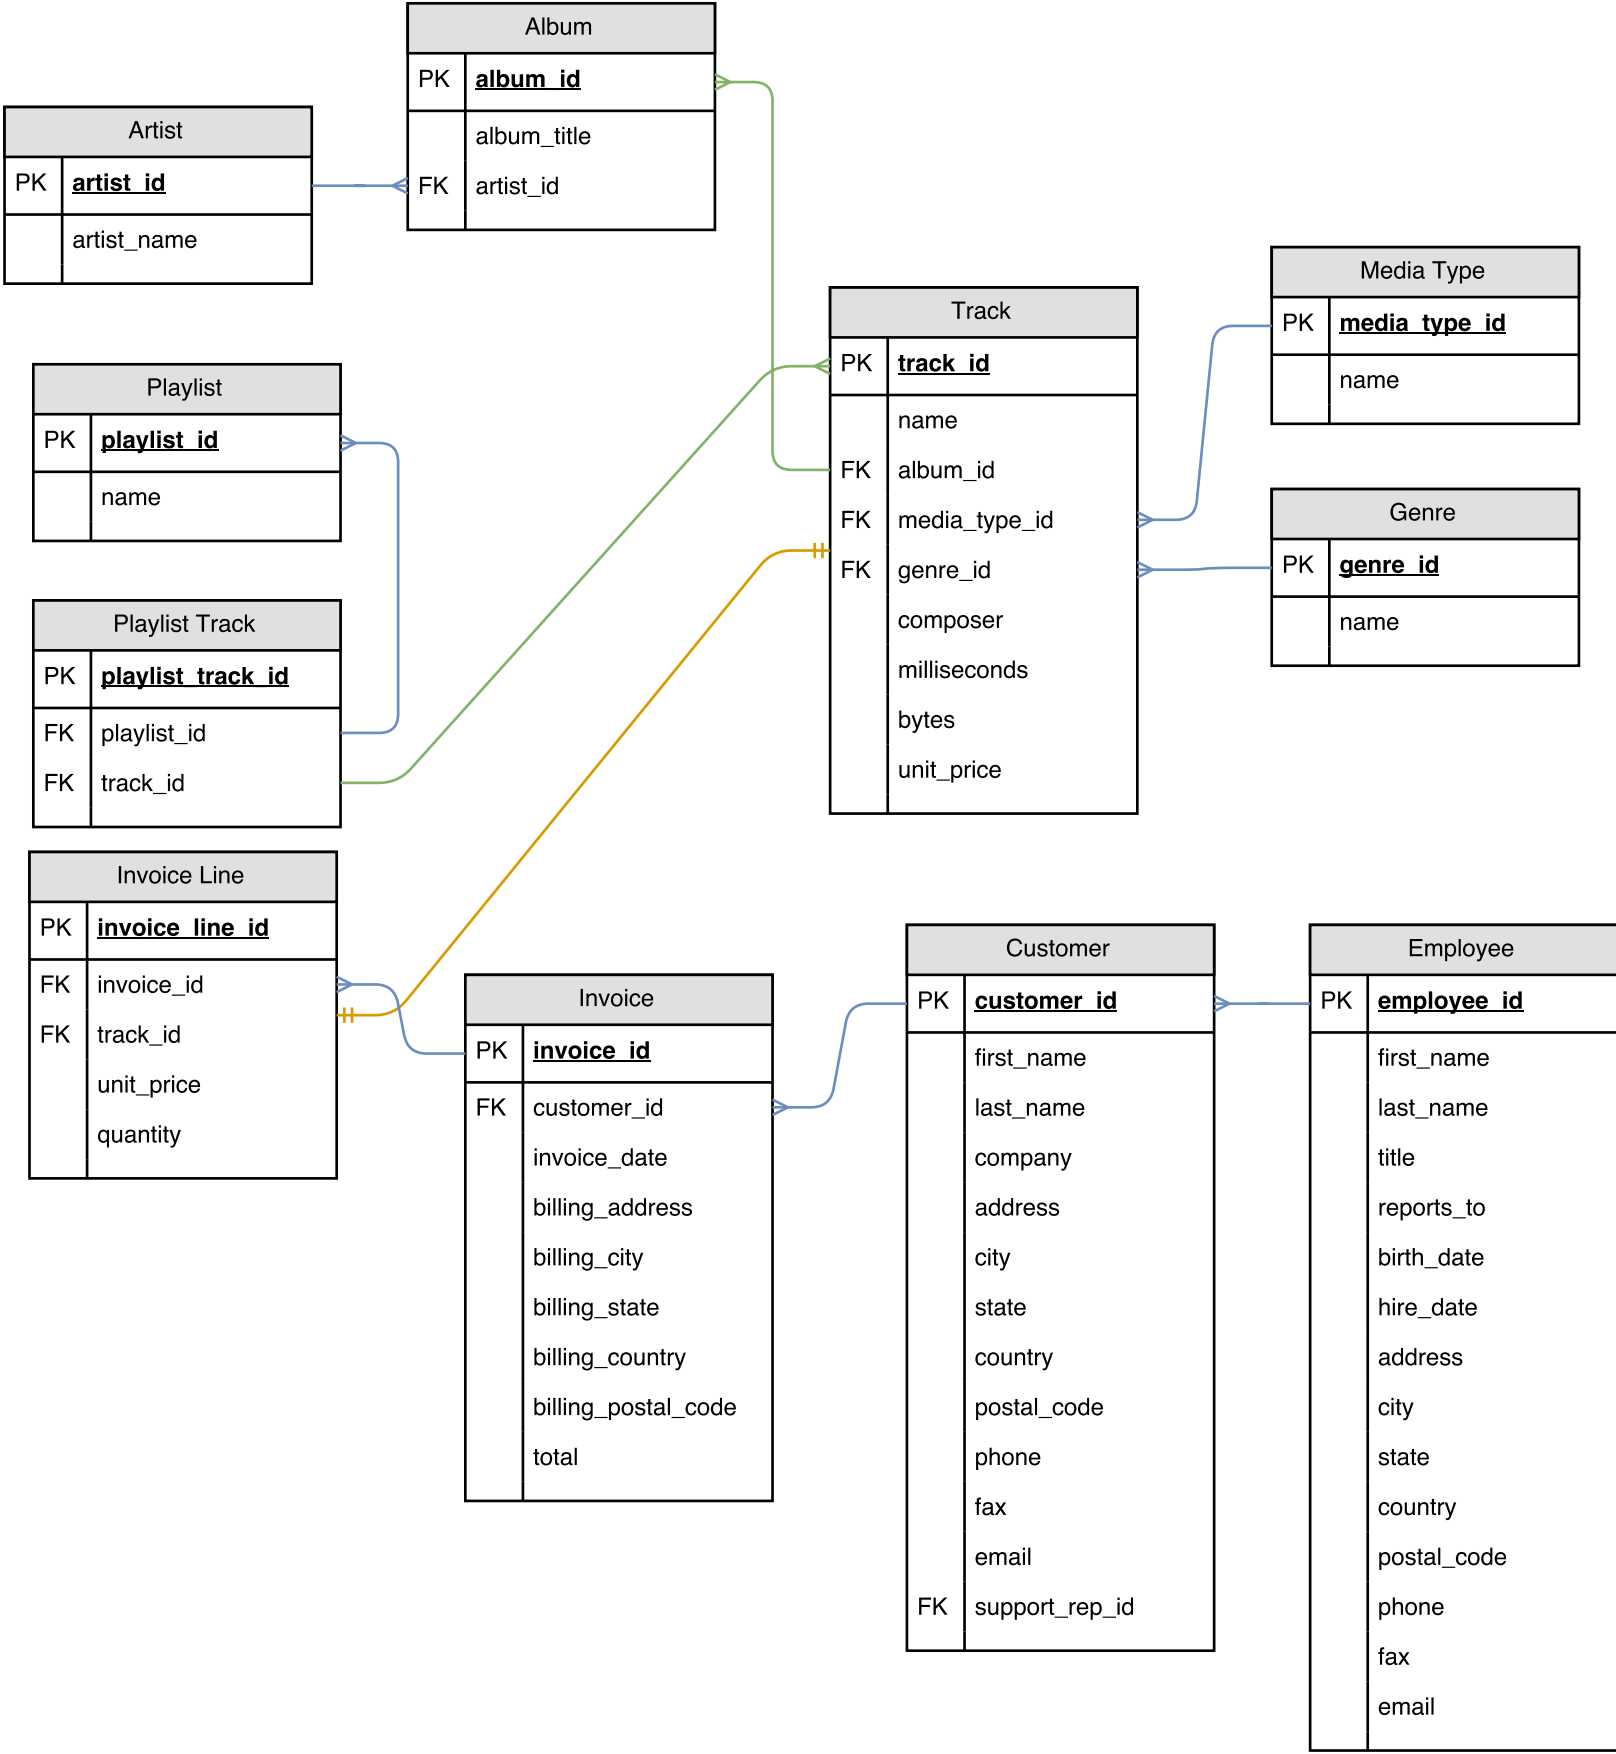 Album
PK album_id
album_title
FK artist_id
Artist
PK artist_id
artist_name
Media Type
PK media_type_id
name
Track
PK track_id
name
FK album_id
FK media_type_id
FK genre_id
composer
milliseconds
bytes
unit_price
Playlist
PK playlist_id
name
Genre
PK genre_id
name
Playlist Track
PK playlist_track_id
FK playlist_id
FK track_id
Invoice Line
PK invoice_line_id
FK invoice_id
FK track_id
unit_price
quantity
Invoice
PK invoice_id
FK customer_id
invoice_date
billing_address
billing_city
billing_state
billing_country
billing_postal_code
total
Customer
PK customer_id
first_name
last_name
company
address
city
state
country
postal_code
phone
fax
email
FK support_rep_id
Employee
PK employee_id
first_name
last_name
title
reports_to
birth_date
hire_date
address
city
state
country
postal_code
phone
fax
email